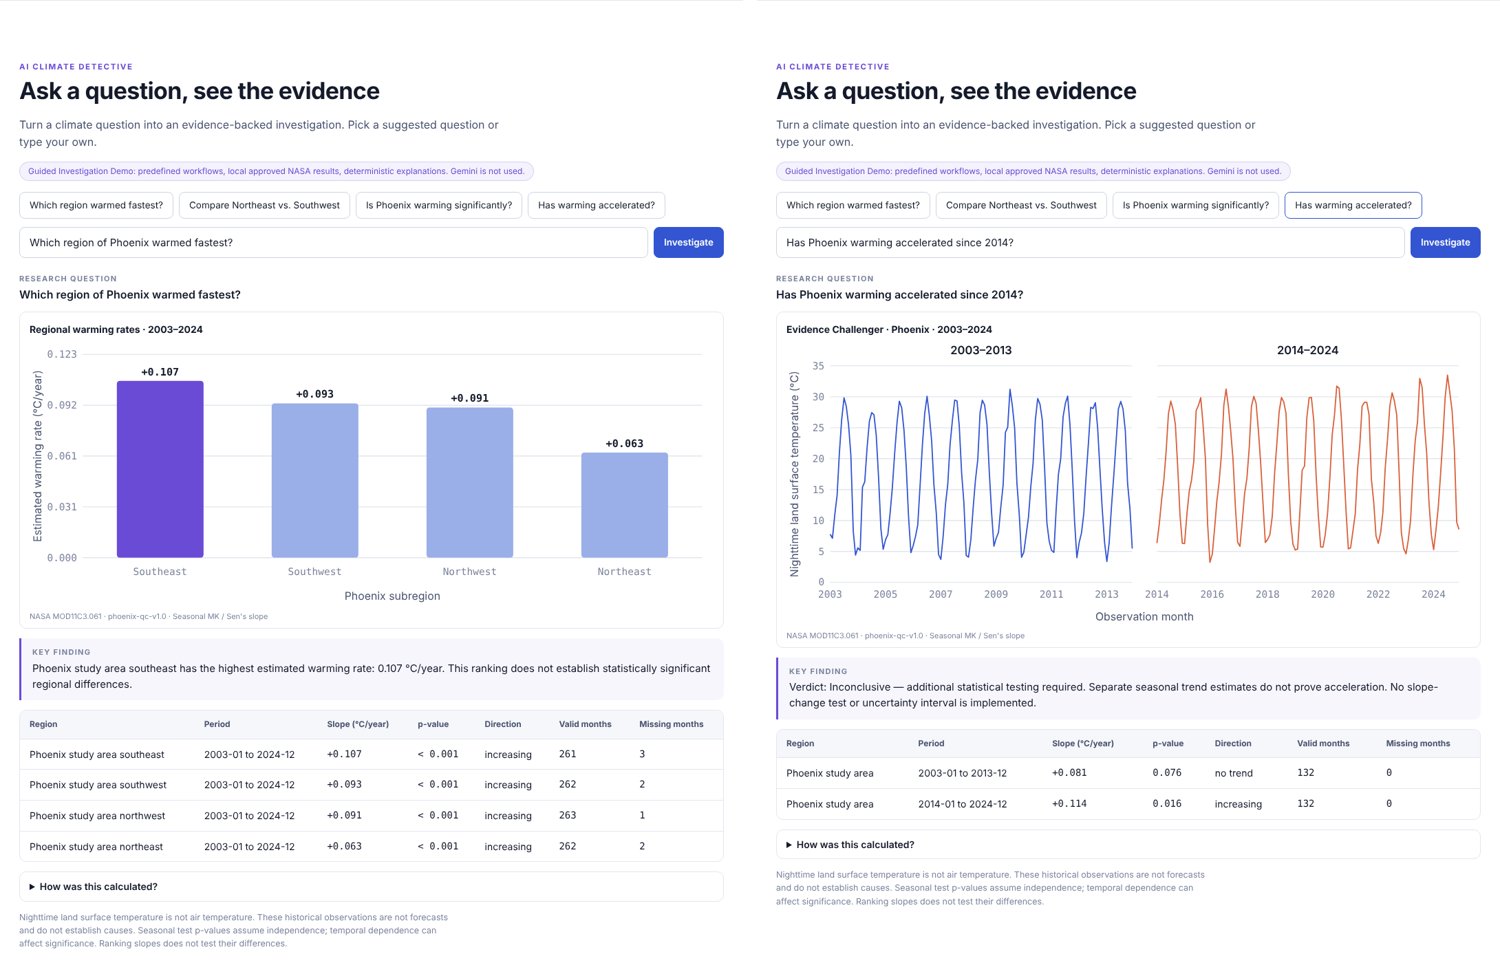 AI CLIMATE DETECTIVE
Ask a question, see the evidence
Turn a climate question into an evidence-backed investigation. Pick a suggested question or
type your own.
Guided Investigation Demo: predefined workflows, local approved NASA results, deterministic explanations. Gemini is not used.
Which region warmed fastest?
Compare Northeast vs. Southwest
Is Phoenix warming significantly?
Has warming accelerated?
Which region of Phoenix warmed fastest?
Investigate
RESEARCH QUESTION
Which region of Phoenix warmed fastest?
Regional warming rates · 2003–2024
Estimated warming rate (°C/year)
0.123
0.092
0.061
0.031
0.000
+0.107
+0.093
+0.091
+0.063
Southeast
Southwest
Northwest
Northeast
Phoenix subregion
NASA MOD11C3.061 · phoenix-qc-v1.0 · Seasonal MK / Sen's slope
KEY FINDING
Phoenix study area southeast has the highest estimated warming rate: 0.107 °C/year. This ranking does not establish statistically significant
regional differences.
Region Period Slope (°C/year) p-value Direction Valid months Missing months
Phoenix study area southeast 2003-01 to 2024-12 +0.107 < 0.001 increasing 261 3
Phoenix study area southwest 2003-01 to 2024-12 +0.093 < 0.001 increasing 262 2
Phoenix study area northwest 2003-01 to 2024-12 +0.091 < 0.001 increasing 263 1
Phoenix study area northeast 2003-01 to 2024-12 +0.063 < 0.001 increasing 262 2
▶ How was this calculated?
Nighttime land surface temperature is not air temperature. These historical observations are not forecasts
and do not establish causes. Seasonal test p-values assume independence; temporal dependence can
affect significance. Ranking slopes does not test their differences.
AI CLIMATE DETECTIVE
Ask a question, see the evidence
Turn a climate question into an evidence-backed investigation. Pick a suggested question or
type your own.
Guided Investigation Demo: predefined workflows, local approved NASA results, deterministic explanations. Gemini is not used.
Which region warmed fastest?
Compare Northeast vs. Southwest
Is Phoenix warming significantly?
Has warming accelerated?
Has Phoenix warming accelerated since 2014?
Investigate
RESEARCH QUESTION
Has Phoenix warming accelerated since 2014?
Evidence Challenger · Phoenix · 2003–2024
2003–2013
2014–2024
Nighttime land surface temperature (°C)
35
30
25
20
15
10
5
0
2003 2005 2007 2009 2011 2013 2014 2016 2018 2020 2022 2024
Observation month
NASA MOD11C3.061 · phoenix-qc-v1.0 · Seasonal MK / Sen's slope
KEY FINDING
Verdict: Inconclusive — additional statistical testing required. Separate seasonal trend estimates do not prove acceleration. No slope-
change test or uncertainty interval is implemented.
Region Period Slope (°C/year) p-value Direction Valid months Missing months
Phoenix study area 2003-01 to 2013-12 +0.081 0.076 no trend 132 0
Phoenix study area 2014-01 to 2024-12 +0.114 0.016 increasing 132 0
▶ How was this calculated?
Nighttime land surface temperature is not air temperature. These historical observations are not forecasts
and do not establish causes. Seasonal test p-values assume independence; temporal dependence can
affect significance. Ranking slopes does not test their differences.